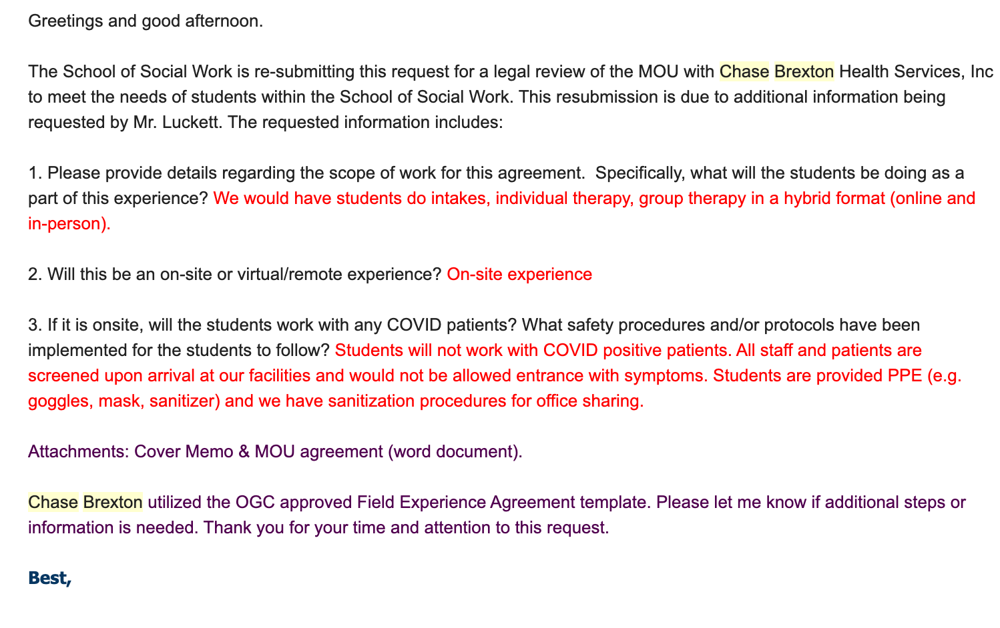 Greetings and good afternoon.
The School of Social Work is re-submitting this request for a legal review of the MOU with Chase Brexton Health Services, Inc
to meet the needs of students within the School of Social Work. This resubmission is due to additional information being
requested by Mr. Luckett. The requested information includes:
1. Please provide details regarding the scope of work for this agreement.  Specifically, what will the students be doing as a
part of this experience? We would have students do intakes, individual therapy, group therapy in a hybrid format (online and
in-person).
2. Will this be an on-site or virtual/remote experience? On-site experience
3. If it is onsite, will the students work with any COVID patients? What safety procedures and/or protocols have been
implemented for the students to follow? Students will not work with COVID positive patients. All staff and patients are
screened upon arrival at our facilities and would not be allowed entrance with symptoms. Students are provided PPE (e.g.
goggles, mask, sanitizer) and we have sanitization procedures for office sharing.
Attachments: Cover Memo & MOU agreement (word document).
Chase Brexton utilized the OGC approved Field Experience Agreement template. Please let me know if additional steps or
information is needed. Thank you for your time and attention to this request.
Best,